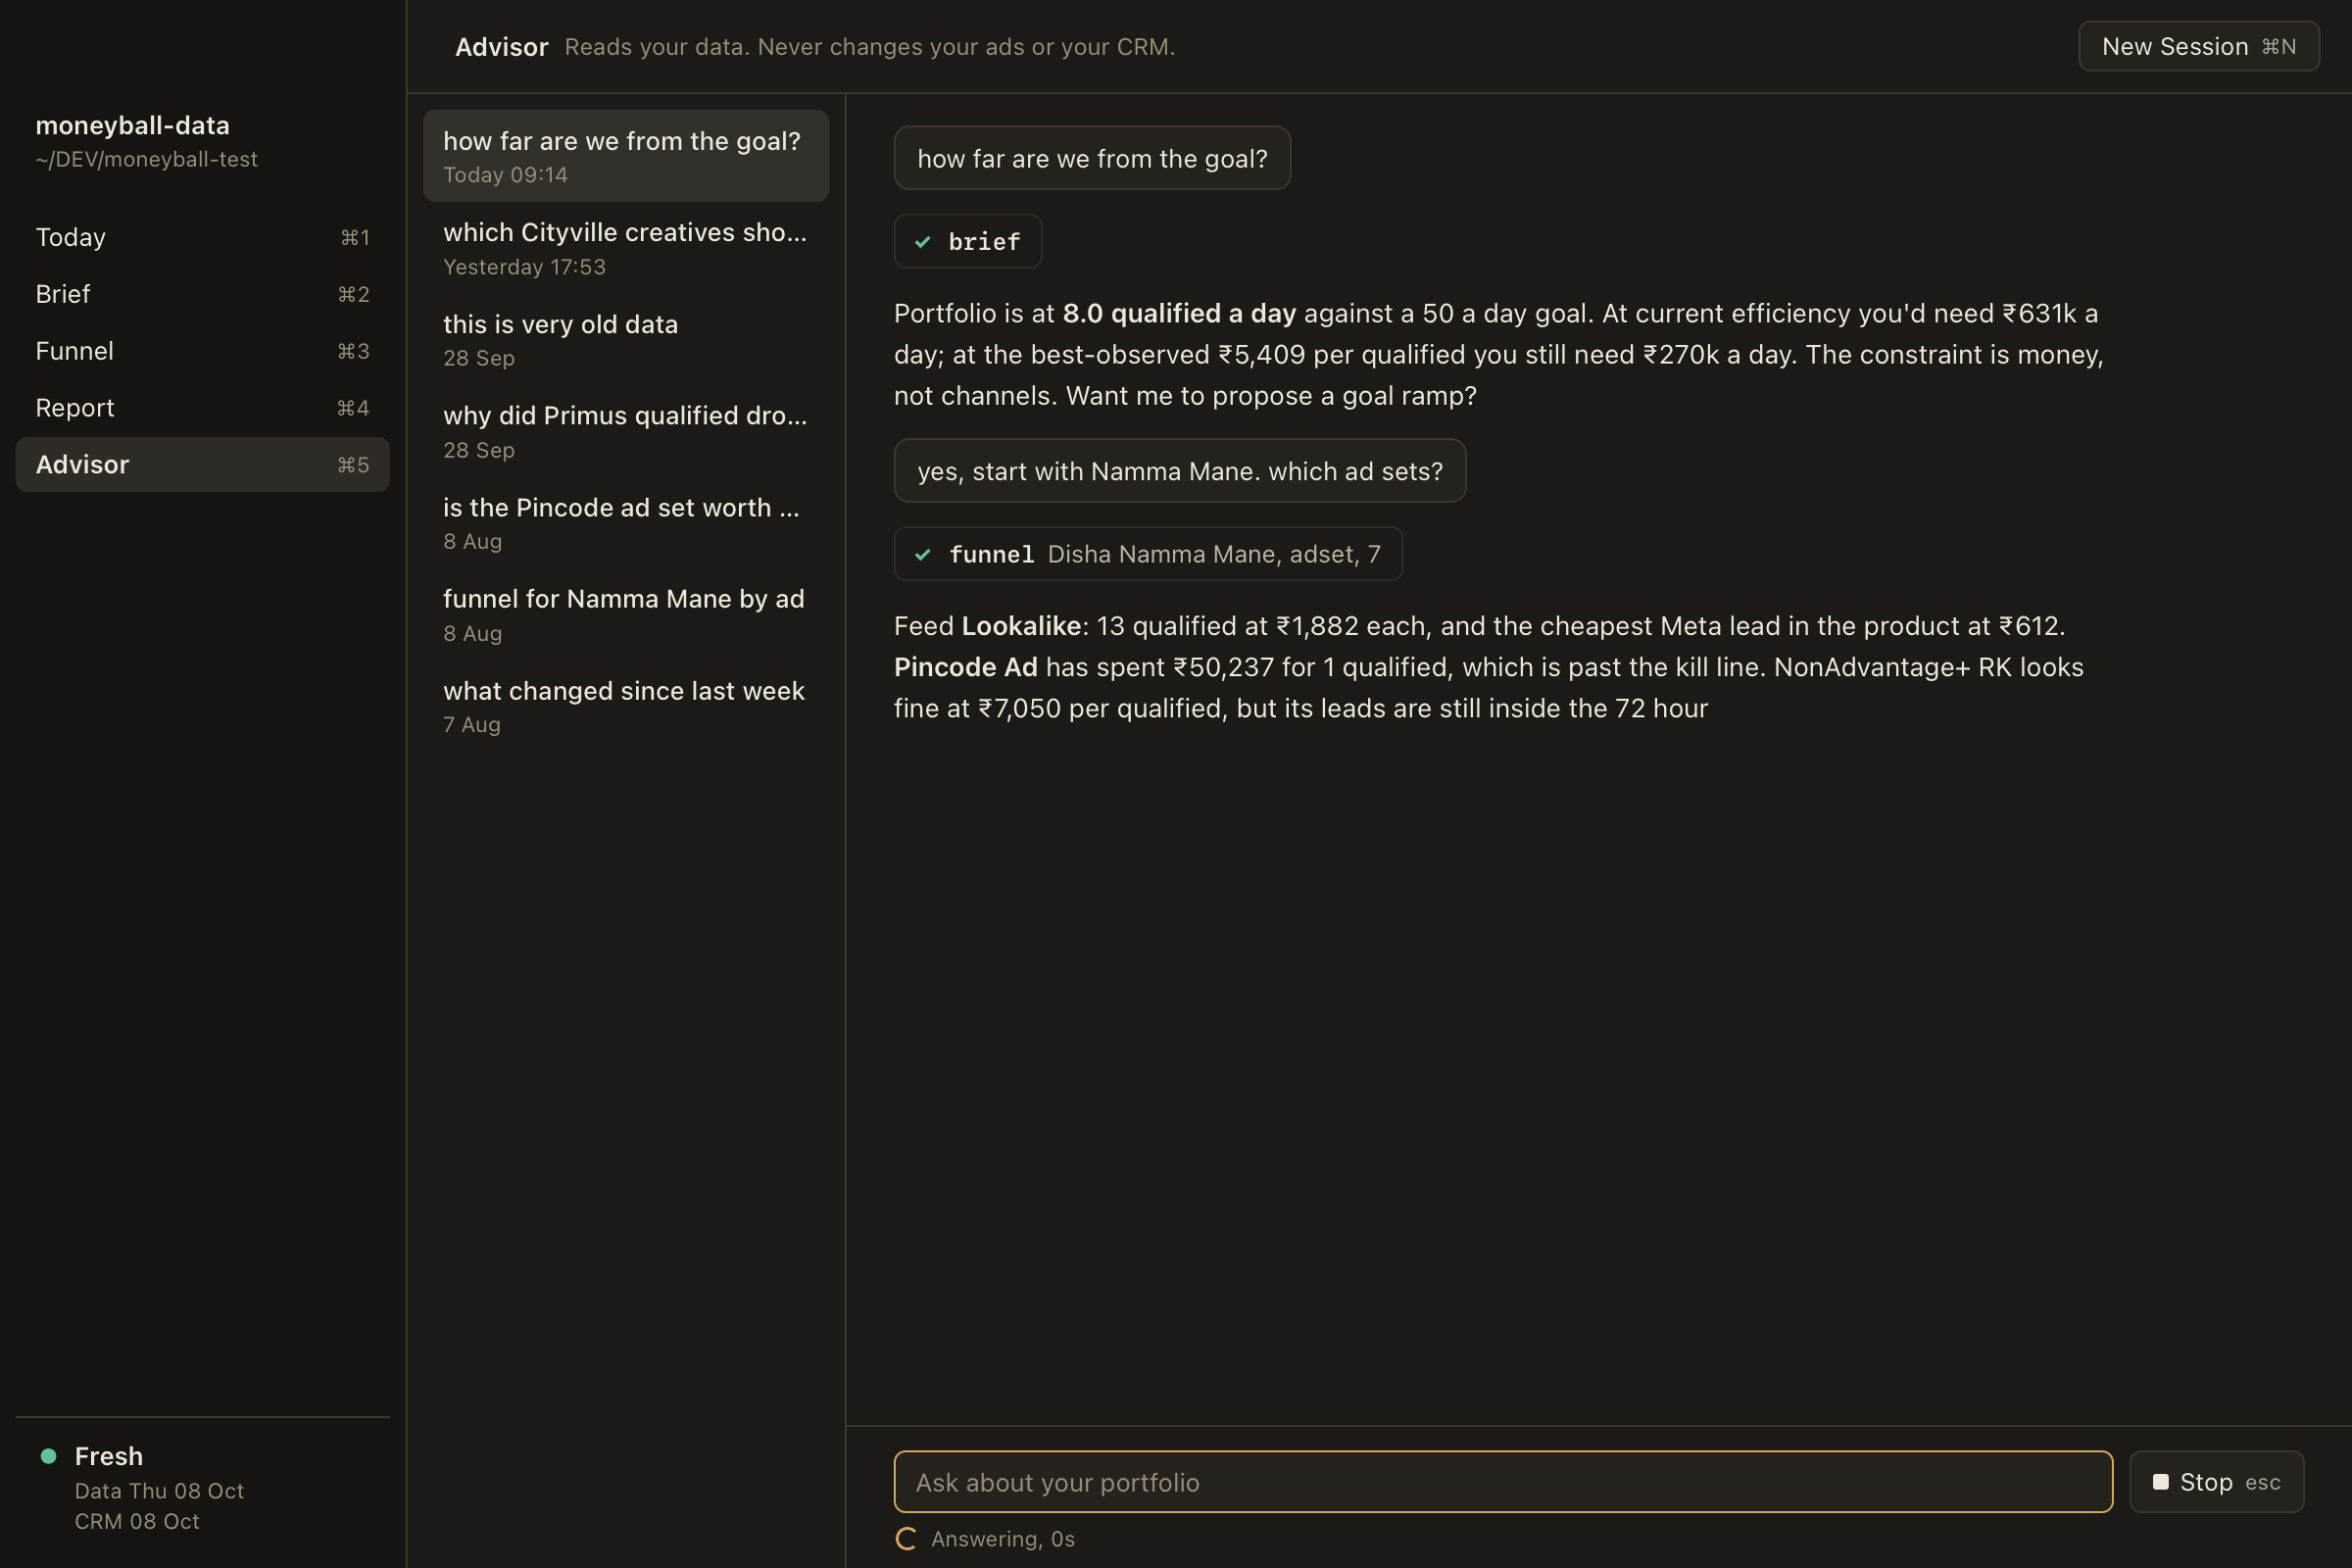 moneyball-data
~/DEV/moneyball-test
Today ⌘1
Brief ⌘2
Funnel ⌘3
Report ⌘4
Advisor ⌘5
Fresh
Data Thu 08 Oct
CRM 08 Oct
Advisor Reads your data. Never changes your ads or your CRM.
New Session ⌘N
how far are we from the goal?
Today 09:14
which Cityville creatives sho...
Yesterday 17:53
this is very old data
28 Sep
why did Primus qualified dro...
28 Sep
is the Pincode ad set worth ...
8 Aug
funnel for Namma Mane by ad
8 Aug
what changed since last week
7 Aug
how far are we from the goal?
✓ brief
Portfolio is at 8.0 qualified a day against a 50 a day goal. At current efficiency you'd need ₹631k a
day; at the best-observed ₹5,409 per qualified you still need ₹270k a day. The constraint is money,
not channels. Want me to propose a goal ramp?
yes, start with Namma Mane. which ad sets?
✓ funnel Disha Namma Mane, adset, 7
Feed Lookalike: 13 qualified at ₹1,882 each, and the cheapest Meta lead in the product at ₹612.
Pincode Ad has spent ₹50,237 for 1 qualified, which is past the kill line. NonAdvantage+ RK looks
fine at ₹7,050 per qualified, but its leads are still inside the 72 hour
Ask about your portfolio
Stop esc
Answering, 0s